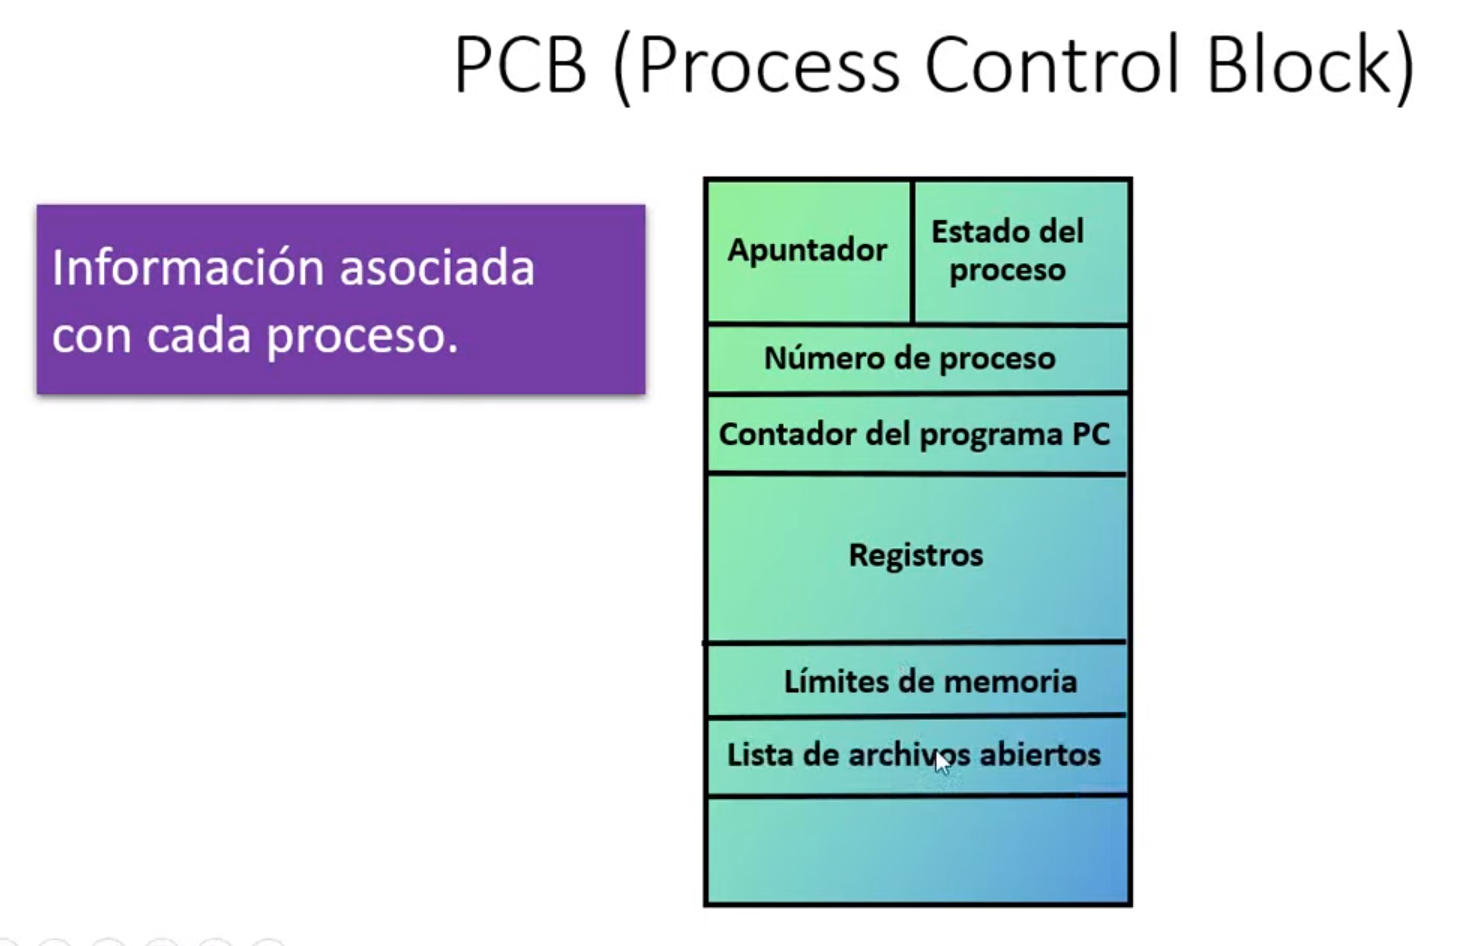 PCB (Process Control Block)
Información asociada
con cada proceso.
Apuntador
Estado del
proceso
Número de proceso
Contador del programa PC
Registros
Límites de memoria
Lista de archivos abiertos